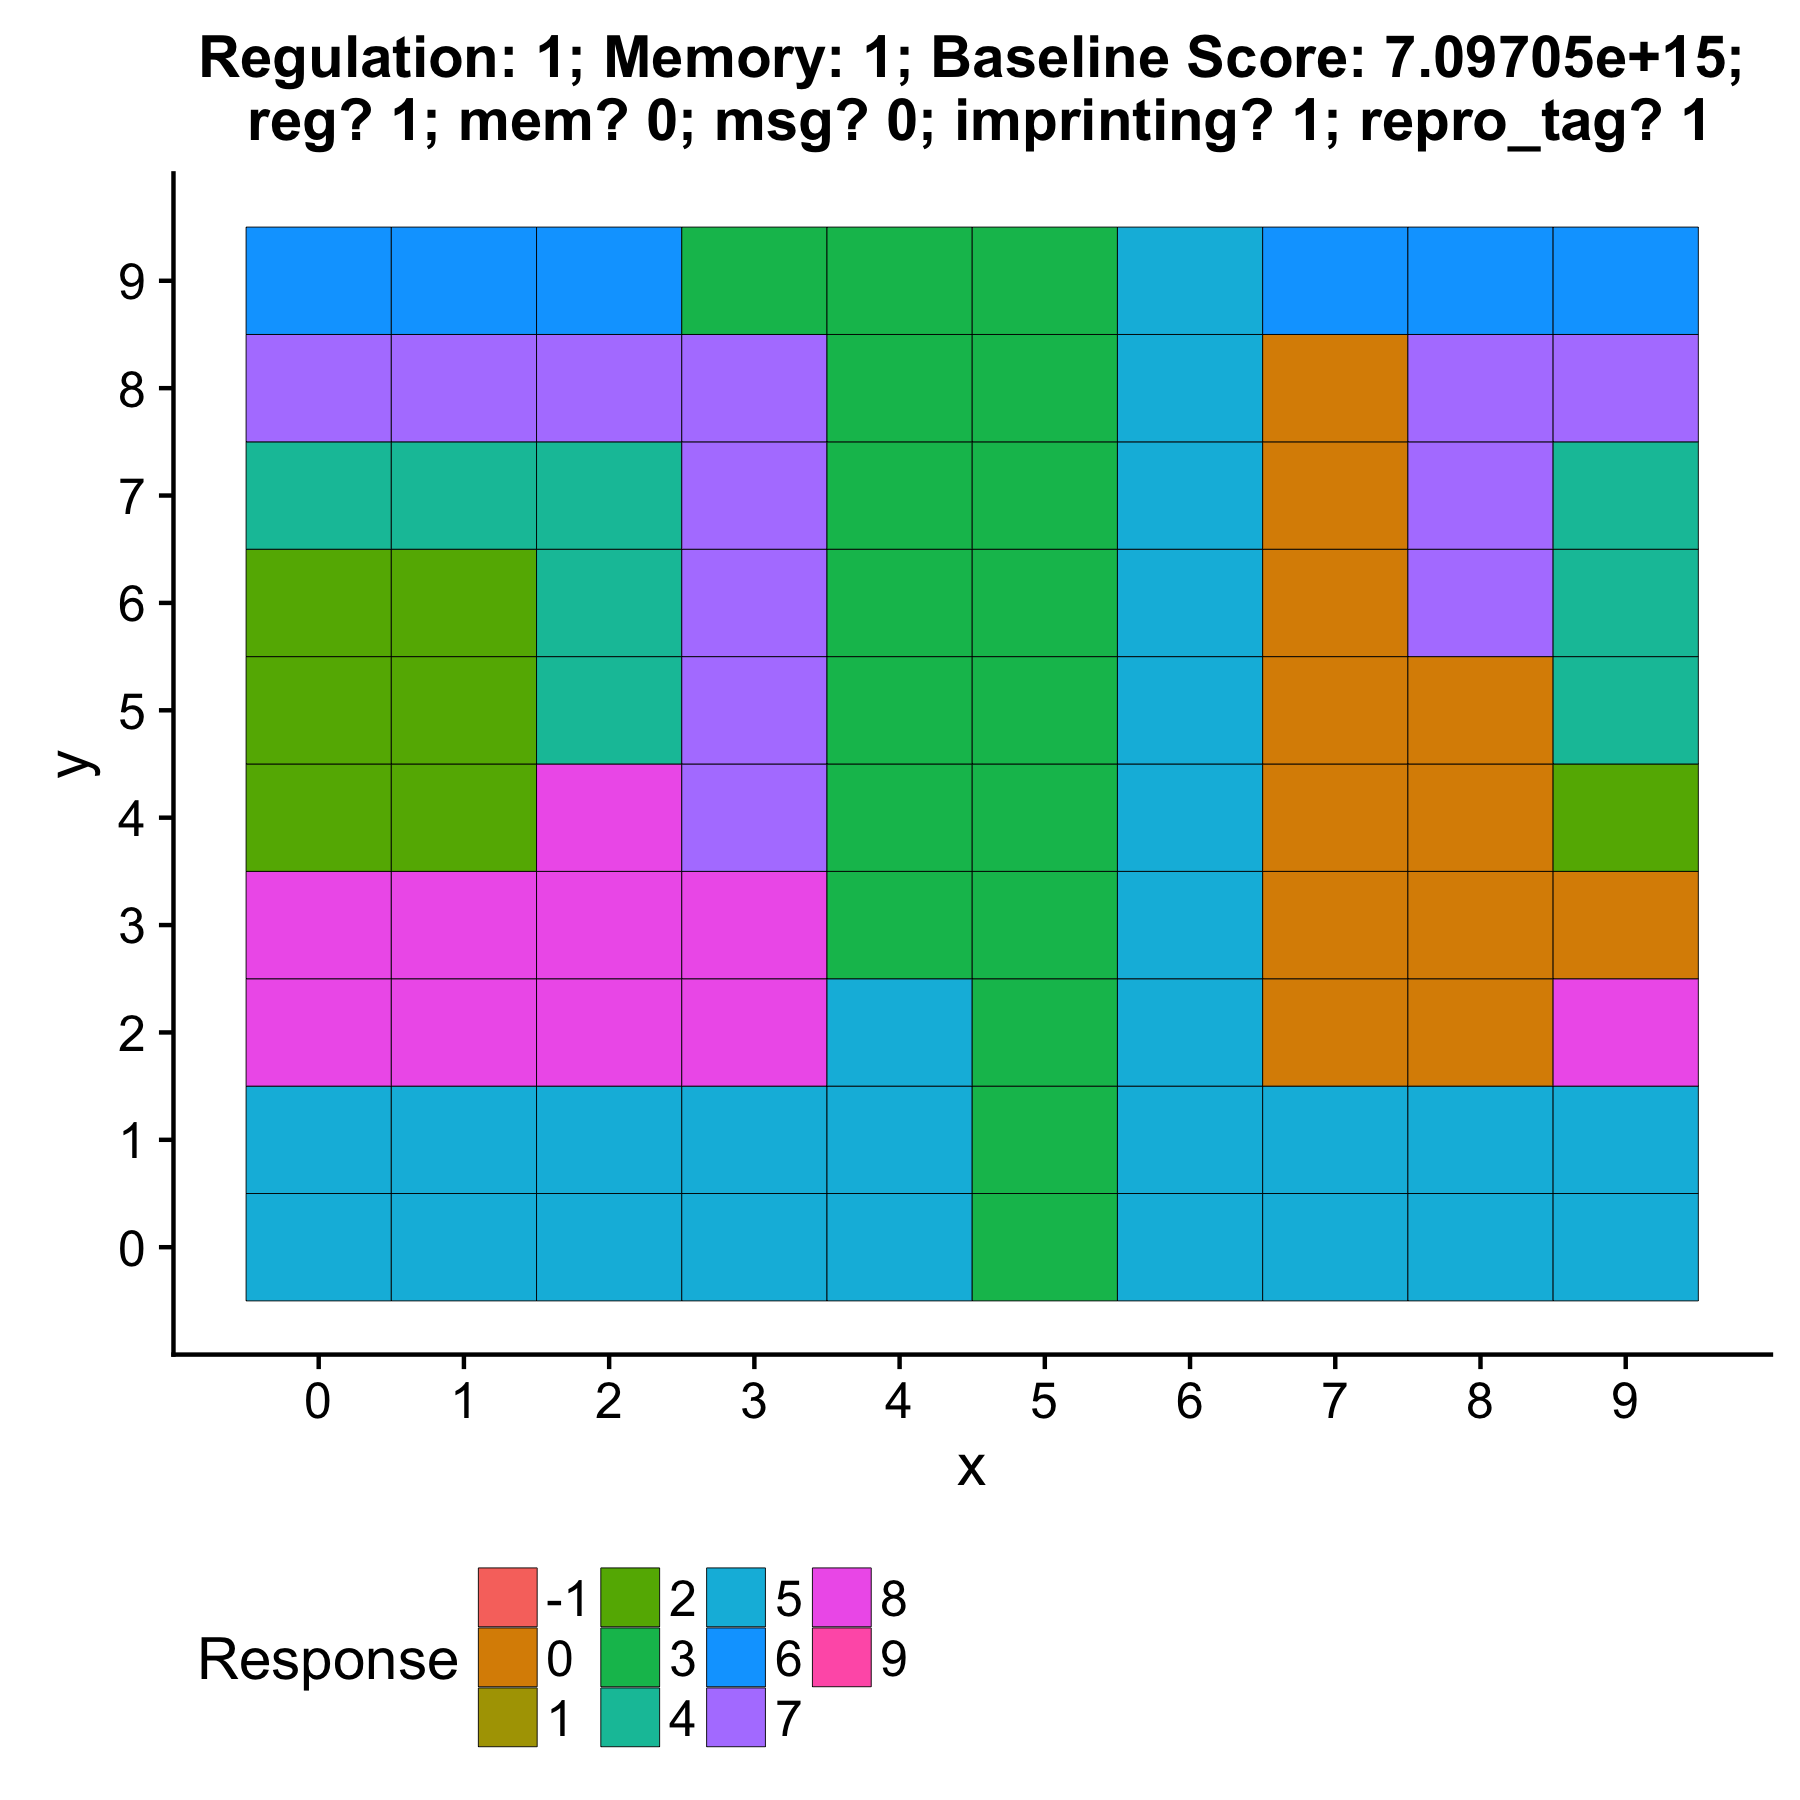 Regulation: 1; Memory: 1; Baseline Score: 7.09705e+15;
reg? 1; mem? 0; msg? 0; imprinting? 1; repro_tag? 1
9
8
7
6
5
4
3
2
1
0
y
0 1 2 3 4 5 6 7 8 9
x
Response
-1 2 5 8
0 3 6 9
1 4 7